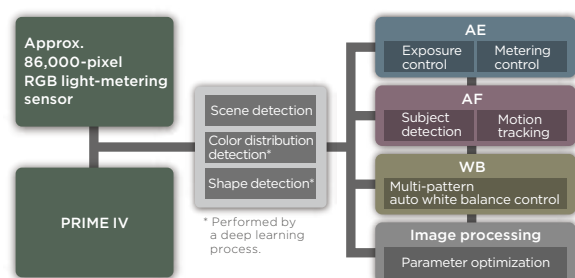 Approx.
86,000-pixel
RGB light-metering
sensor
PRIME IV
Scene detection
Color distribution
detection*
Shape detection*
* Performed by
a deep learning
process.
AE
Exposure
control
Metering
control
AF
Subject
detection
Motion
tracking
WB
Multi-pattern
auto white balance control
Image processing
Parameter optimization